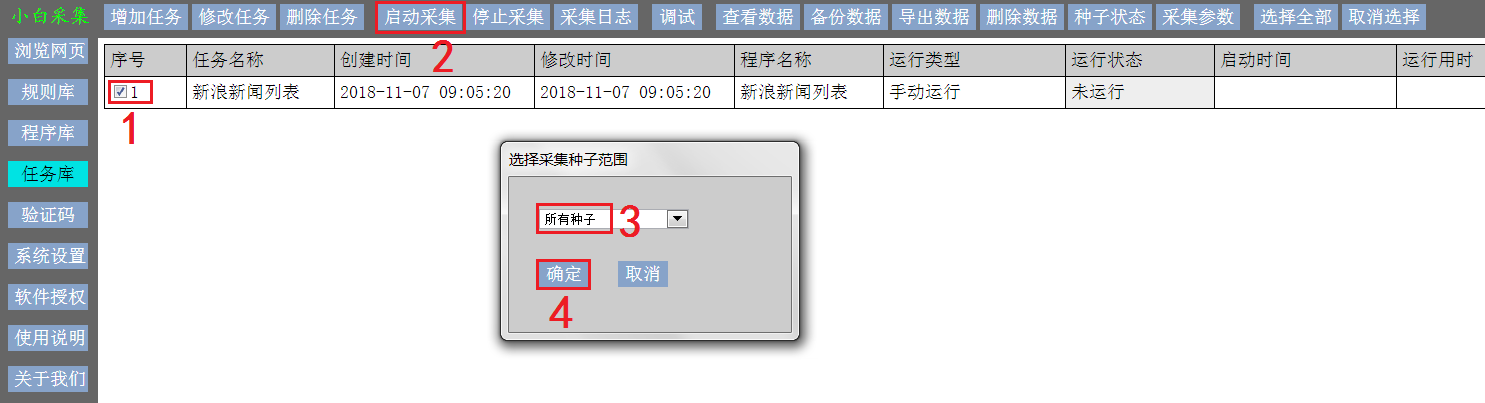 小白采集 增加任务 修改任务 删除任务 启动采集 停止采集 采集日志 调试 查看数据 备份数据 导出数据 删除数据 种子状态 采集参数 选择全部 取消选择
2
浏览网页
规则库
程序库
任务库
验证码
系统设置
软件授权
使用说明
关于我们
序号 任务名称 创建时间 修改时间 程序名称 运行类型 运行状态 启动时间 运行用时
1 新浪新闻列表 2018-11-07 09:05:20 2018-11-07 09:05:20 新浪新闻列表 手动运行 未运行
1
选择采集种子范围
所有种子 3
确定 取消
4